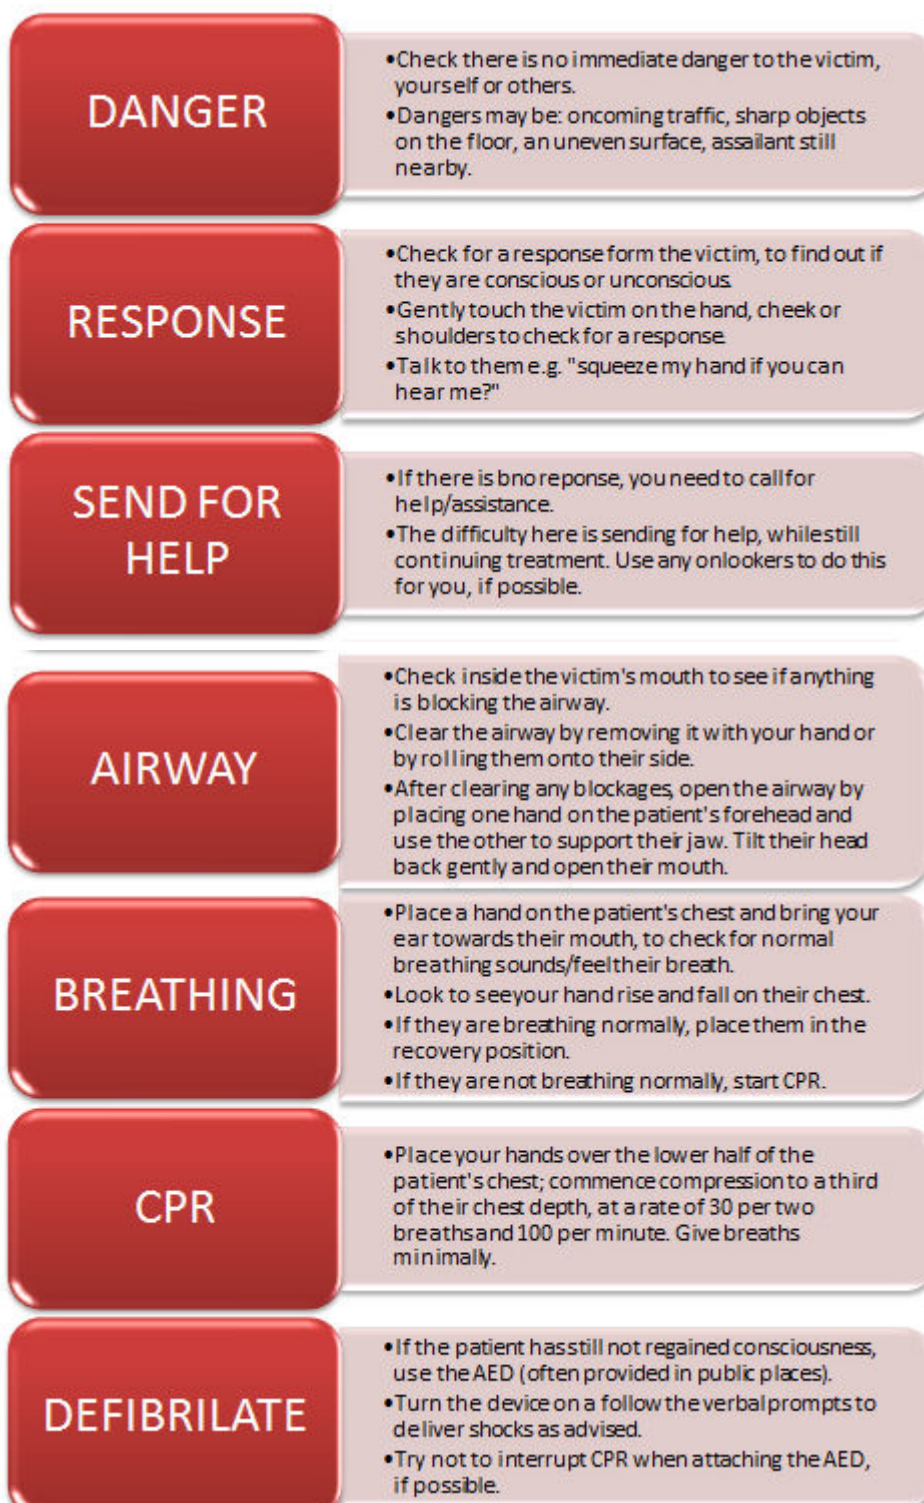 DANGER
•Check there is no immediate danger to the victim,
yourself or others.
•Dangers may be: oncoming traffic, sharp objects
on the floor, an uneven surface, assailant still
nearby.
RESPONSE
•Check for a response form the victim, to find out if
they are conscious or unconscious.
•Gently touch the victim on the hand, cheek or
shoulders to check for a response.
•Talk to them e.g. "squeeze my hand if you can
hear me?"
SEND FOR
HELP
•If there is bno reponse, you need to call for
help/assistance.
•The difficulty here is sending for help, while still
continuing treatment. Use any onlookers to do this
for you, if possible.
AIRWAY
•Check inside the victim's mouth to see if anything
is blocking the airway.
•Clear the airway by removing it with your hand or
by rolling them onto their side.
•After clearing any blockages, open the airway by
placing one hand on the patient's forehead and
use the other to support their jaw. Tilt their head
back gently and open their mouth.
BREATHING
•Place a hand on the patient's chest and bring your
ear towards their mouth, to check for normal
breathing sounds/feel their breath.
•Look to see your hand rise and fall on their chest.
•If they are breathing normally, place them in the
recovery position.
•If they are not breathing normally, start CPR.
CPR
•Place your hands over the lower half of the
patient's chest; commence compression to a third
of their chest depth, at a rate of 30 per two
breaths and 100 per minute. Give breaths
minimally.
DEFIBRILATE
•If the patient has still not regained consciousness,
use the AED (often provided in public places).
•Turn the device on a follow the verbal prompts to
deliver shocks as advised.
•Try not to interrupt CPR when attaching the AED,
if possible.